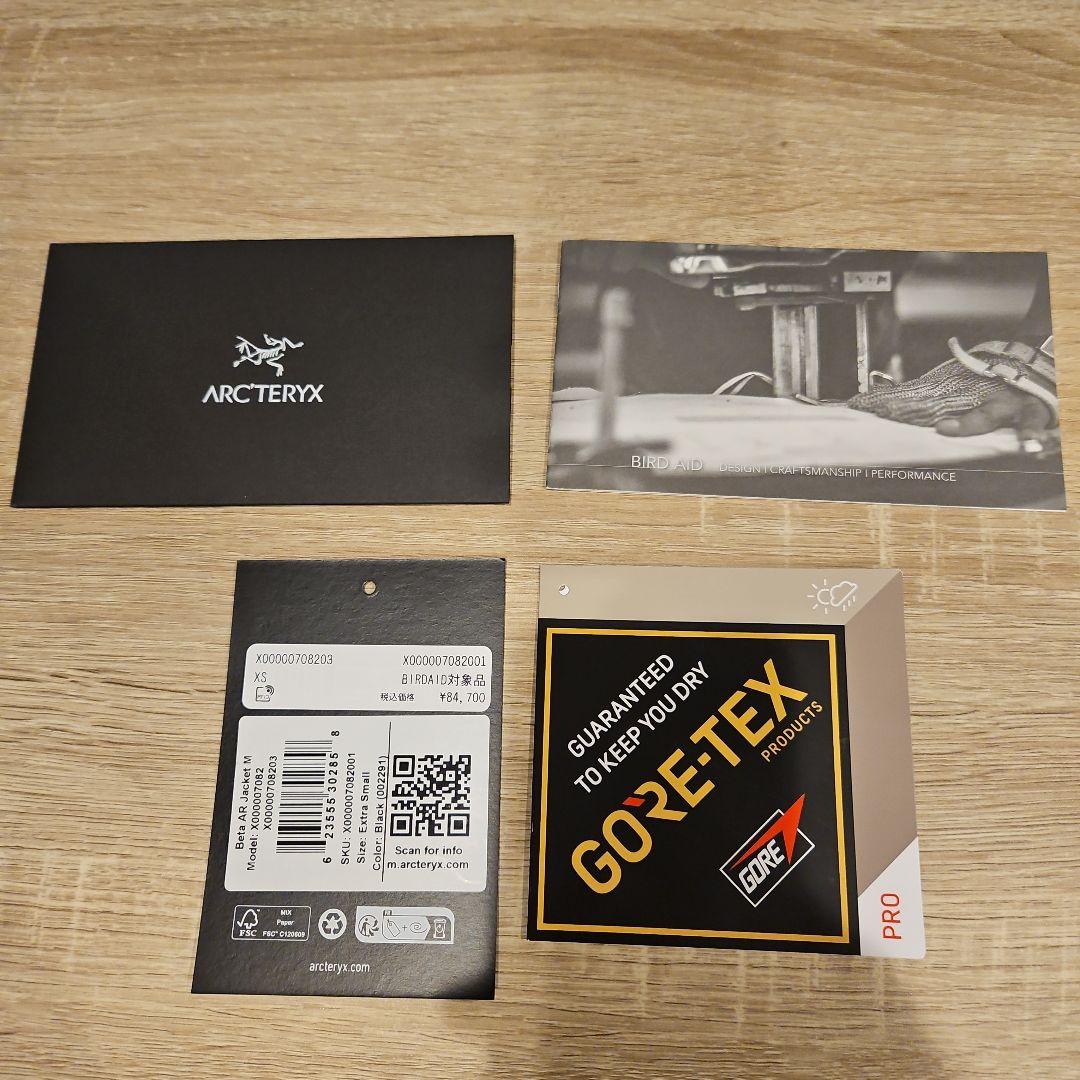 ARC'TERYX
BIRD AID DESIGN | CRAFTSMANSHIP | PERFORMANCE
X00000708203 X000007082001
XS BIRDAID対象品
税込価格 ¥84,700
Beta AR Jacket M
Model: X000007082
X00000708203
6 23555 30285 8
SKU: X000007082001
Size: Extra Small
Color: Black (002291)
Scan for info
m.arcteryx.com
FSC
MIX
Paper
FSC® C120609
FR
arcteryx.com
GUARANTEED
TO KEEP YOU DRY
GORE-TEX
PRODUCTS
GORE
PRO